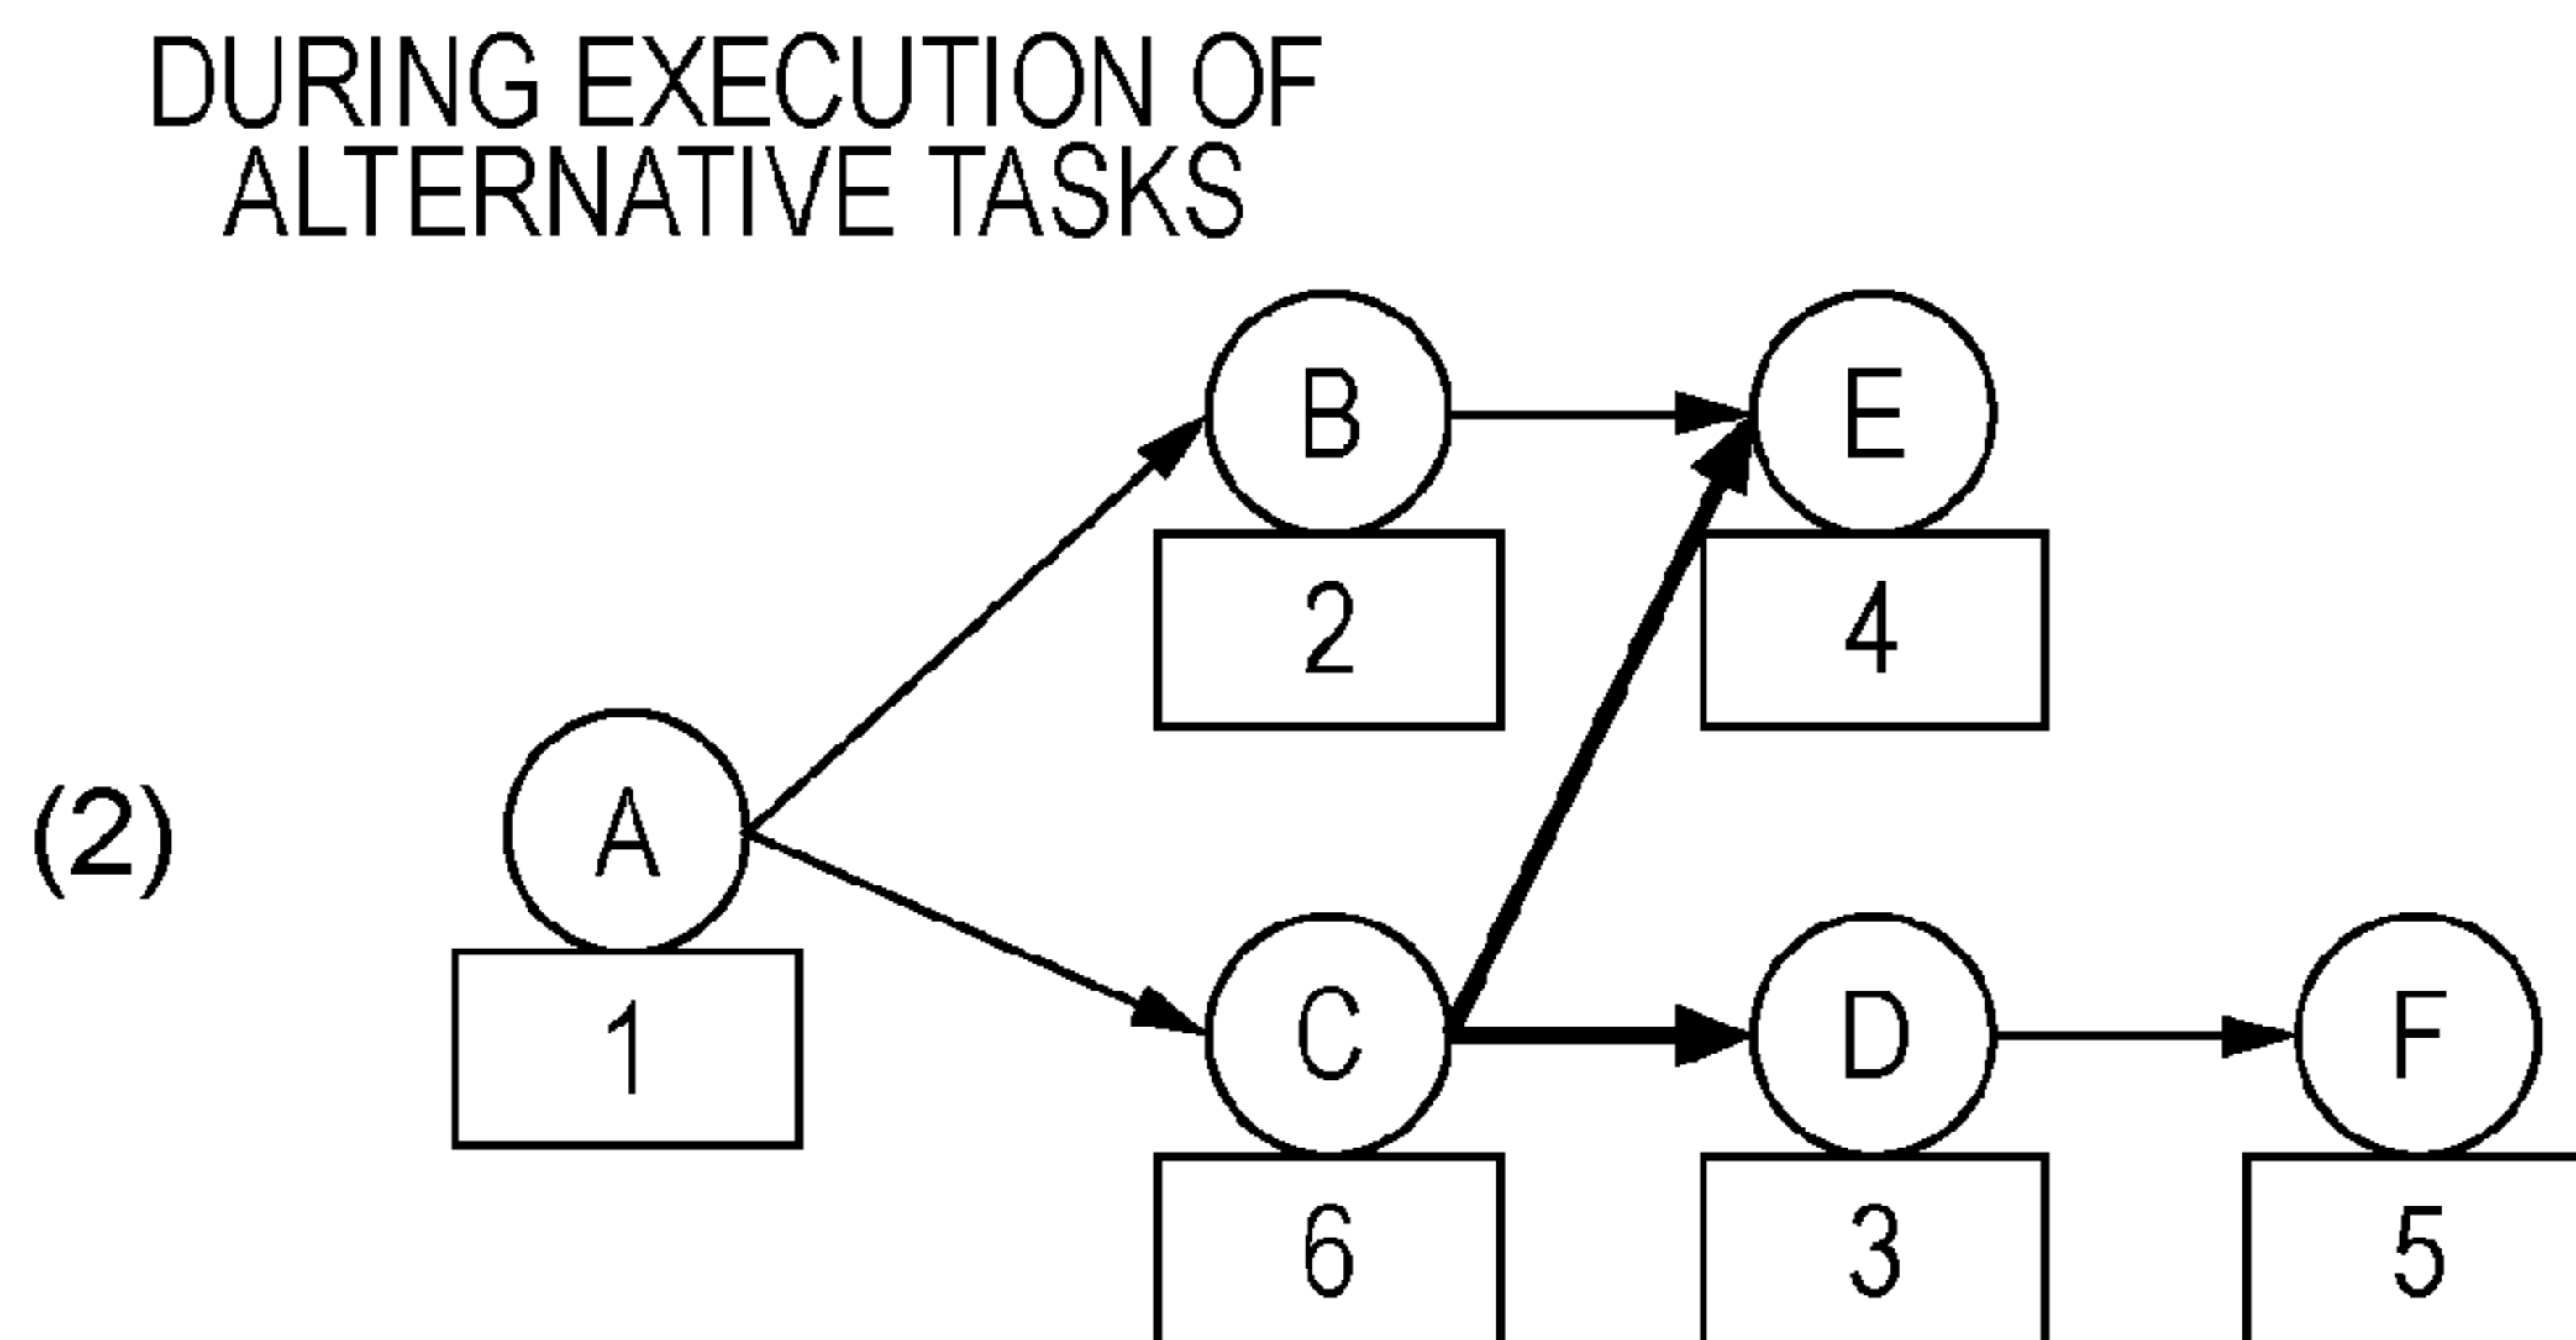 DURING EXECUTION OF
ALTERNATIVE TASKS
B
E
2
4
(2)
A
1
C
D
F
6
3
5